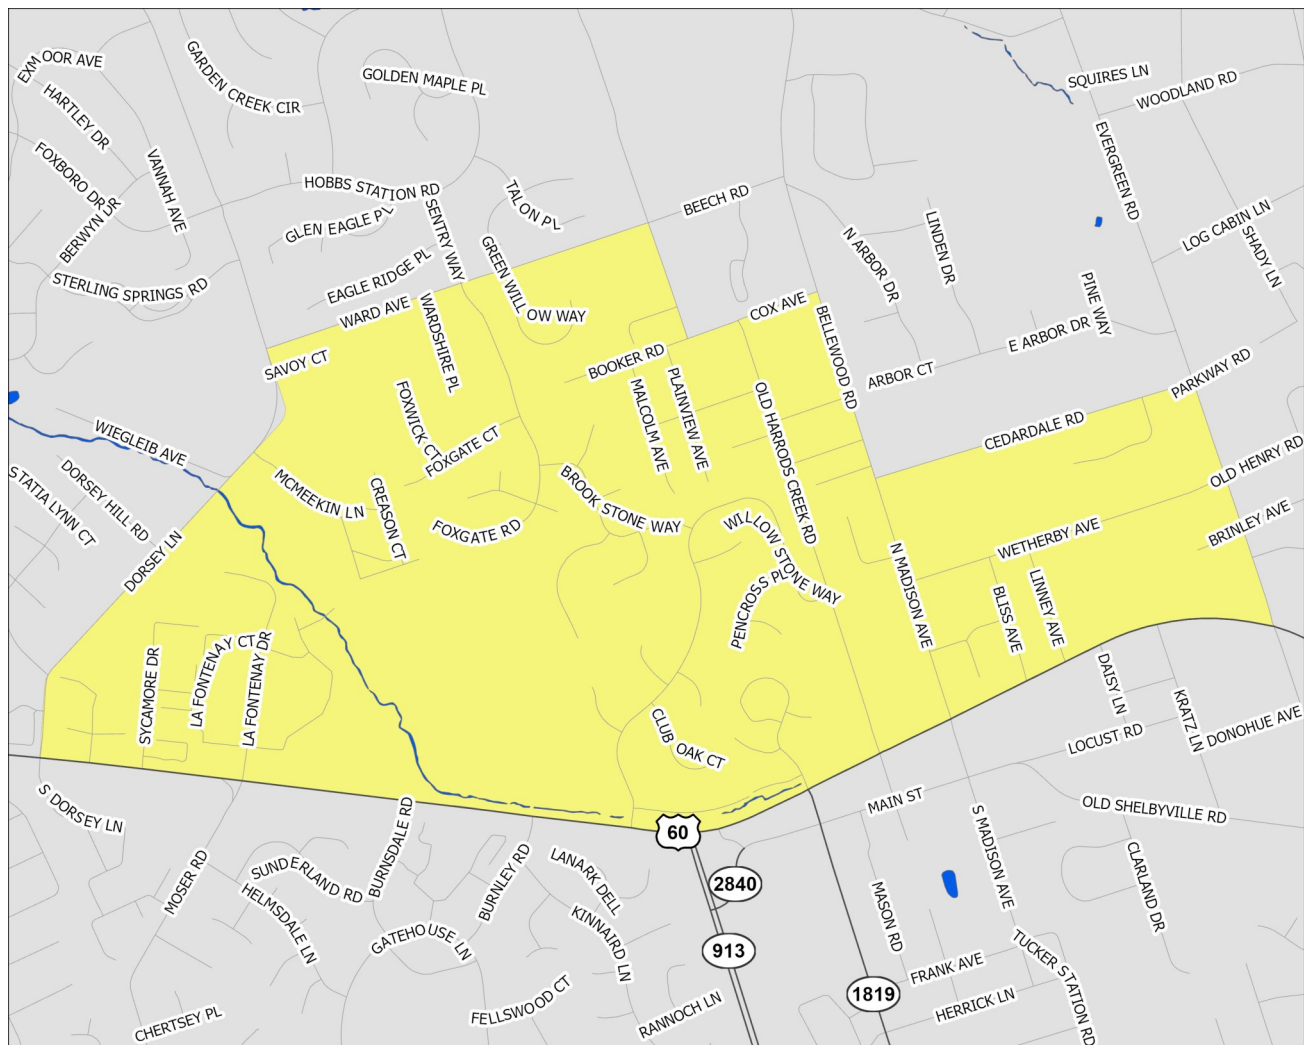 EXMOOR AVE
GARDEN CREEK CIR
GOLDEN MAPLE PL
SQUIRES LN
WOODLAND RD
HARTLEY DR
EVERGREEN RD
FOXBORO DR
VANNAH AVE
HOBBS STATION RD
TALON PL
BEECH RD
BERWYN DR
GLEN EAGLE PL
SENTRY WAY
N ARBOR DR
LINDEN DR
LOG CABIN LN
SHADY LN
STERLING SPRINGS RD
EAGLE RIDGE PL
GREEN WILLOW WAY
PINE WAY
WARD AVE
WARDSHIRE PL
COX AVE
BELLEWOOD RD
E ARBOR DR
SAVOY CT
BOOKER RD
ARBOR CT
PARKWAY RD
FOXWICK CT
MALCOLM AVE
PLAINVIEW AVE
OLD HARRODS CREEK RD
CEDARDALE RD
WIEGLEIB AVE
FOXGATE CT
OLD HENRY RD
STATIA LYNN CT
DORSEY HILL RD
MCMEEKIN LN
CREASON CT
BROOK STONE WAY
FOXGATE RD
WILLOW STONE WAY
WETHERBY AVE
BRINLEY AVE
DORSEY LN
PENCROSS PL
N MADISON AVE
BLISS AVE
LINNEY AVE
SYCAMORE DR
LA FONTENAY CT
LA FONTENAY DR
DAISY LN
KRATZ LN
CLUB OAK CT
LOCUST RD
DONOHUE AVE
S DORSEY LN
MAIN ST
OLD SHELBYVILLE RD
60
MOSER RD
SUNDERLAND RD
BURNSDALE RD
BURNLEY RD
LANARK DELL
2840
S MADISON AVE
CLARLAND DR
HELMSDALE LN
GATEHOUSE LN
KINNAIRD LN
MASON RD
913
FRANK AVE
TUCKER STATION RD
CHERTSEY PL
FELLSWOOD CT
RANNOCH LN
1819
HERRICK LN